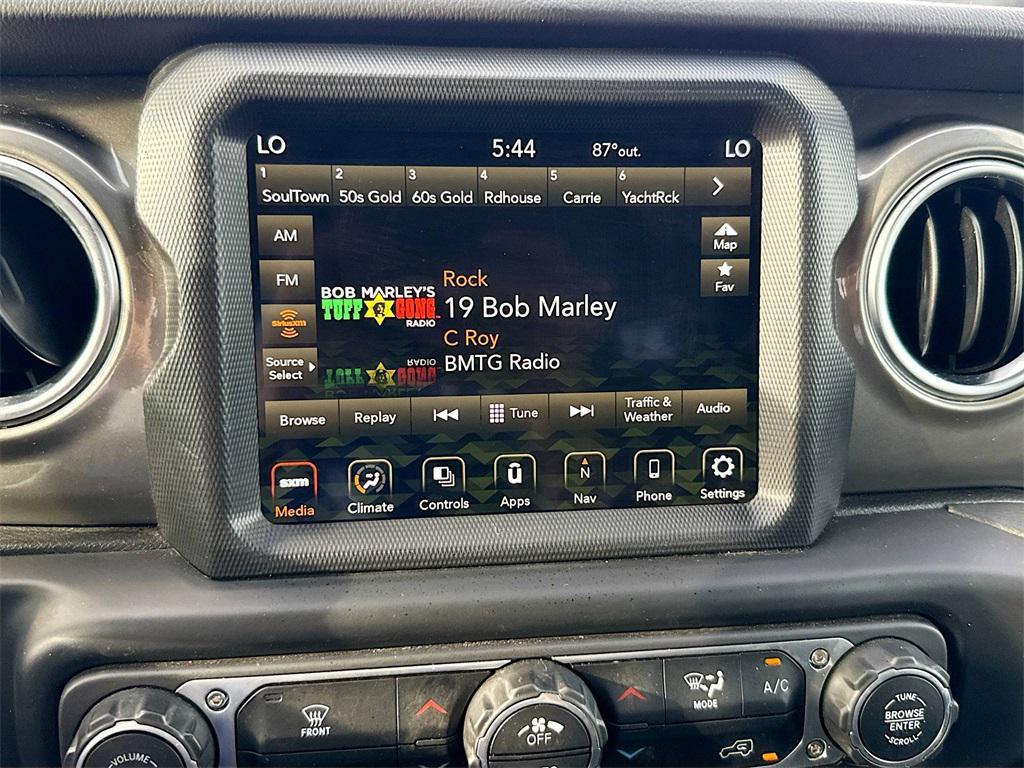 LO 5:44 87°out. LO
1 2 3 4 5 6
SoulTown 50s Gold 60s Gold Rdhouse Carrie YachtRck
AM
Map
FM
Fav
SiriusXM
Source
Select
BOB MARLEY'S
TUFF GONG
RADIO
Rock
19 Bob Marley
C Roy
BMTG Radio
Browse Replay Tune Traffic &
Weather Audio
sxm N
Media Climate Controls Apps Nav Phone Settings
VOLUME
FRONT
OFF
MODE
A/C
TUNE
BROWSE
ENTER
SCROLL